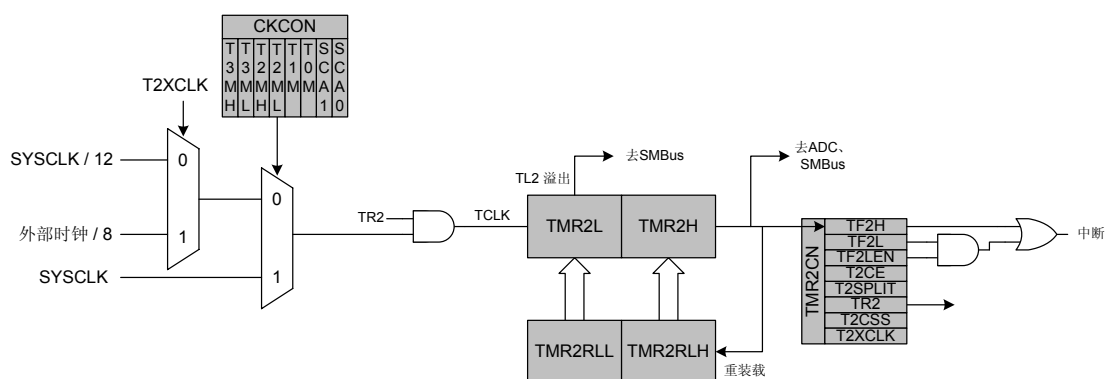 CKCON
T3MH
T3ML
T2MH
T2ML
T1M
T0M
SCA1
SCA0
T2XCLK
SYSCLK / 12
0
外部时钟 / 8
1
SYSCLK
0
1
TR2
TCLK
TL2 溢出
去SMBus
去ADC、
SMBus
TMR2L
TMR2H
TMR2RLL
TMR2RLH
重装载
TMR2CN
TF2H
TF2L
TF2LEN
T2CE
T2SPLIT
TR2
T2CSS
T2XCLK
中断